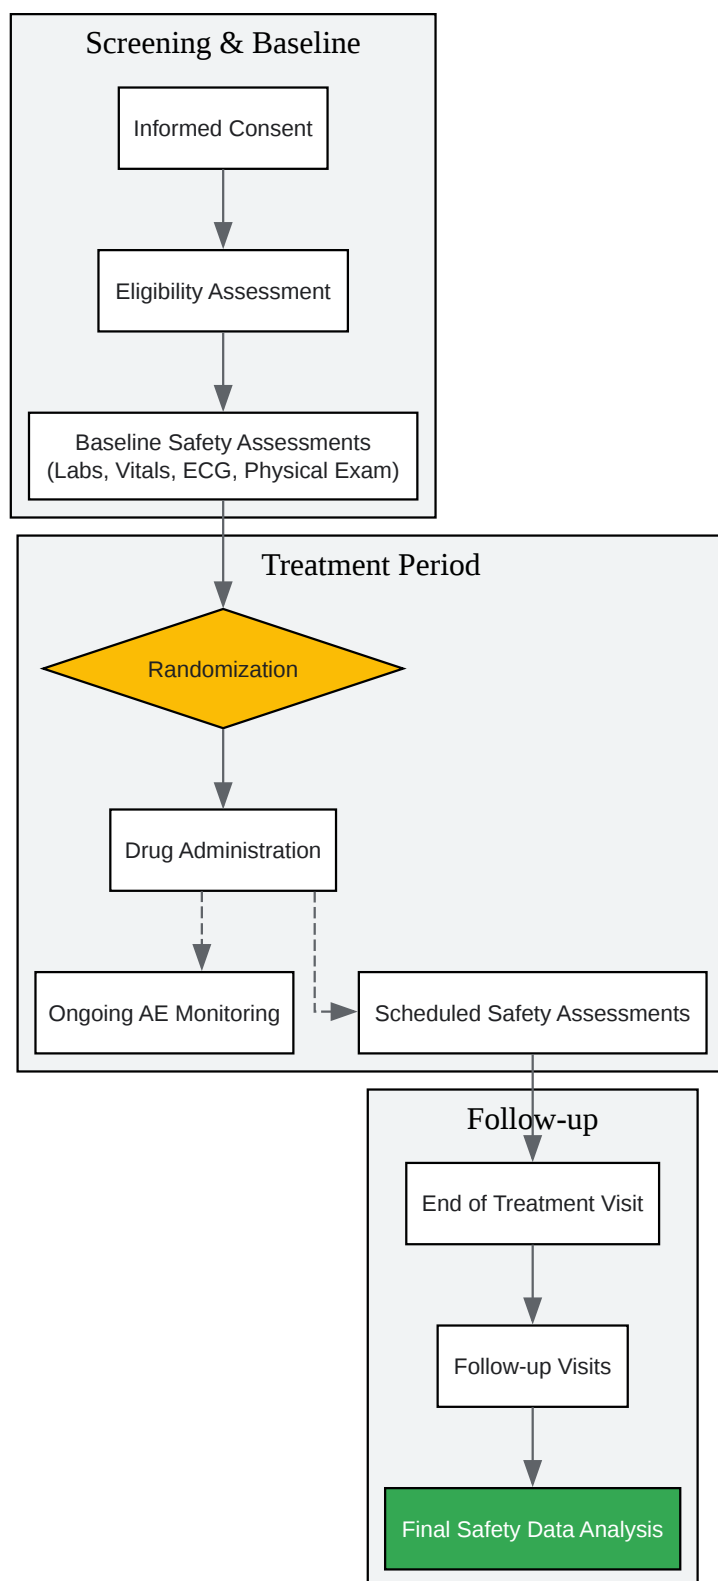 Screening & Baseline
Informed Consent
Eligibility Assessment
Baseline Safety Assessments
(Labs, Vitals, ECG, Physical Exam)
Treatment Period
Randomization
Drug Administration
Ongoing AE Monitoring
Scheduled Safety Assessments
Follow-up
End of Treatment Visit
Follow-up Visits
Final Safety Data Analysis